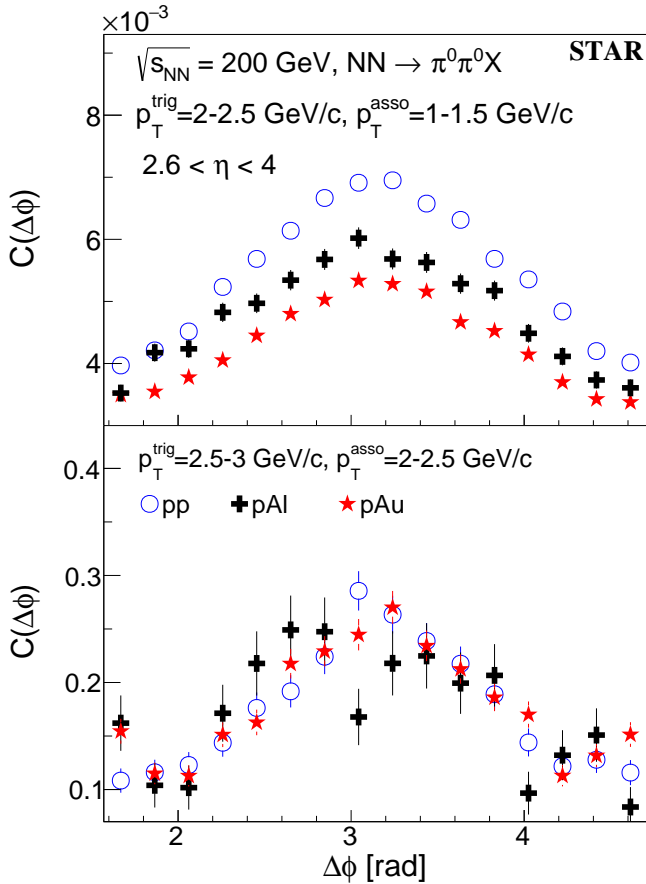 ×10⁻³
√s_NN = 200 GeV, NN → π⁰π⁰X
STAR
p_T^trig=2-2.5 GeV/c, p_T^asso=1-1.5 GeV/c
2.6 < η < 4
8
6
4
C(Δϕ)
p_T^trig=2.5-3 GeV/c, p_T^asso=2-2.5 GeV/c
pp pAl pAu
0.4
0.3
0.2
0.1
C(Δϕ)
2 3 4
Δϕ [rad]